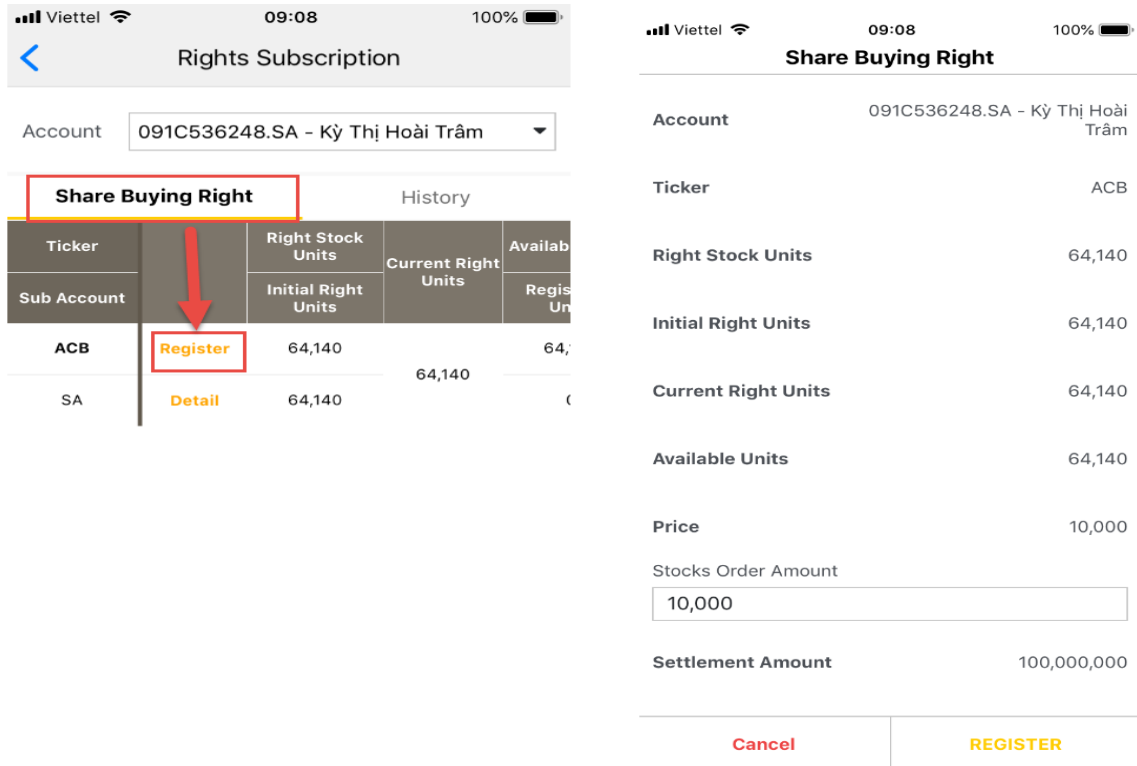 Viettel 09:08 100%
Rights Subscription
Account 091C536248.SA - Kỳ Thị Hoài Trâm
Share Buying Right History
Ticker
Sub Account
Right Stock
Units
Initial Right
Units
Current Right
Units
Availab
Regis
Un
ACB Register 64,140
64,140
64,
SA Detail 64,140
Viettel 09:08 100%
Share Buying Right
Account 091C536248.SA - Kỳ Thị Hoài
Trâm
Ticker ACB
Right Stock Units 64,140
Initial Right Units 64,140
Current Right Units 64,140
Available Units 64,140
Price 10,000
Stocks Order Amount
10,000
Settlement Amount 100,000,000
Cancel REGISTER